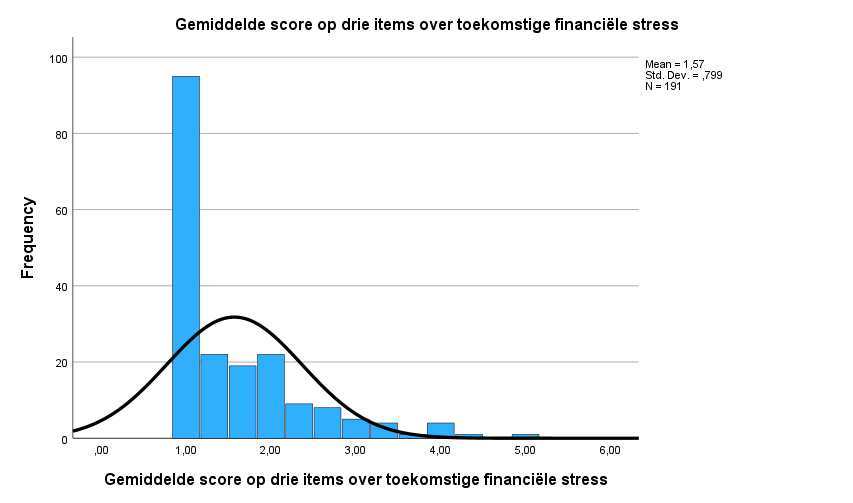 Gemiddelde score op drie items over toekomstige financiële stress
Mean = 1,57
Std. Dev. = ,799
N = 191
Frequency
100
80
60
40
20
0
,00 1,00 2,00 3,00 4,00 5,00 6,00
Gemiddelde score op drie items over toekomstige financiële stress